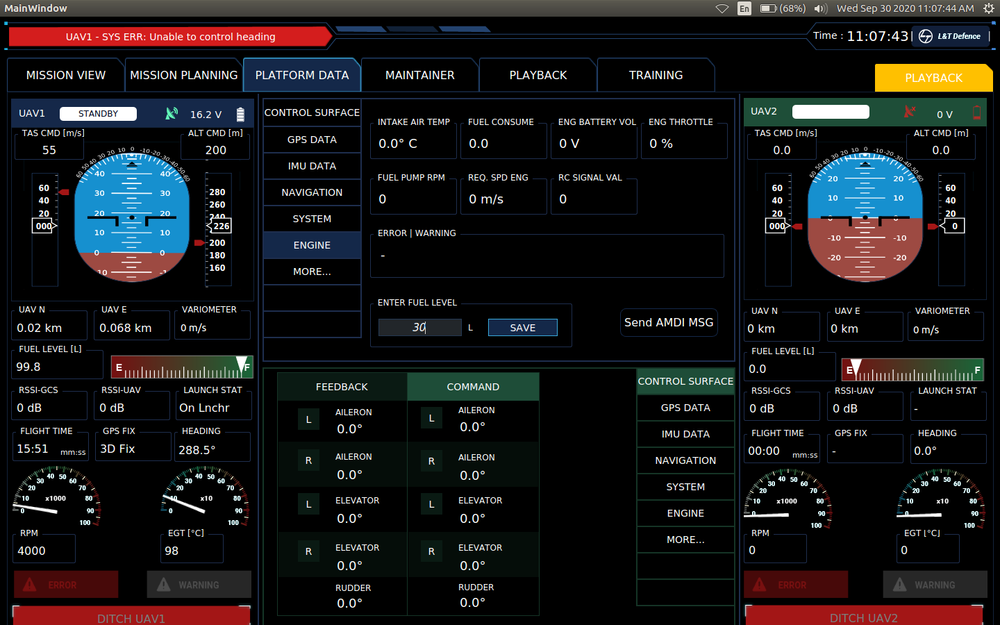 MainWindow
En
(68%)
Wed Sep 30 2020 11:07:44 AM
UAV1 - SYS ERR: Unable to control heading
Time : 11:07:43
L&T Defence
MISSION VIEW
MISSION PLANNING
PLATFORM DATA
MAINTAINER
PLAYBACK
TRAINING
PLAYBACK
UAV1
STANDBY
16.2 V
TAS CMD [m/s]
55
ALT CMD [m]
200
60 50 40 30 20 10 0 -10 -20 -30 -40 -50 -60
60
40
20
000
40 40
30 30
20 20
10 10
0 0
280
260
240
226
200
180
160
UAV N
0.02 km
UAV E
0.068 km
VARIOMETER
0 m/s
FUEL LEVEL [L]
99.8
E F
RSSI-GCS
0 dB
RSSI-UAV
0 dB
LAUNCH STAT
On Lnchr
FLIGHT TIME
15:51 mm:ss
GPS FIX
3D Fix
HEADING
288.5°
0 10 20 30 40 50 60 70 80 90 100
x1000
RPM
4000
0 10 20 30 40 50 60 70 80 90 100
x10
EGT [°C]
98
ERROR
WARNING
DITCH UAV1
CONTROL SURFACE
GPS DATA
IMU DATA
NAVIGATION
SYSTEM
ENGINE
MORE...
INTAKE AIR TEMP
0.0° C
FUEL CONSUME
0.0
ENG BATTERY VOL
0 V
ENG THROTTLE
0 %
FUEL PUMP RPM
0
REQ. SPD ENG
0 m/s
RC SIGNAL VAL
0
ERROR | WARNING
-
ENTER FUEL LEVEL
30 L
SAVE
Send AMDI MSG
FEEDBACK
COMMAND
L AILERON
0.0°
L AILERON
0.0°
R AILERON
0.0°
R AILERON
0.0°
L ELEVATOR
0.0°
L ELEVATOR
0.0°
R ELEVATOR
0.0°
R ELEVATOR
0.0°
RUDDER
0.0°
RUDDER
0.0°
CONTROL SURFACE
GPS DATA
IMU DATA
NAVIGATION
SYSTEM
ENGINE
MORE...
UAV2
0 V
TAS CMD [m/s]
0.0
ALT CMD [m]
0.0
60 50 40 30 20 10 0 -10 -20 -30 -40 -50 -60
60
40
20
000
20 20
10 10
-10 -10
-20 -20
60
40
20
0
UAV N
0 km
UAV E
0 km
VARIOMETER
0 m/s
FUEL LEVEL [L]
0.0
E F
RSSI-GCS
0 dB
RSSI-UAV
0 dB
LAUNCH STAT
-
FLIGHT TIME
00:00 mm:ss
GPS FIX
-
HEADING
0.0°
0 10 20 30 40 50 60 70 80 90 100
x1000
RPM
0
0 10 20 30 40 50 60 70 80 90 100
x10
EGT [°C]
0
ERROR
WARNING
DITCH UAV2